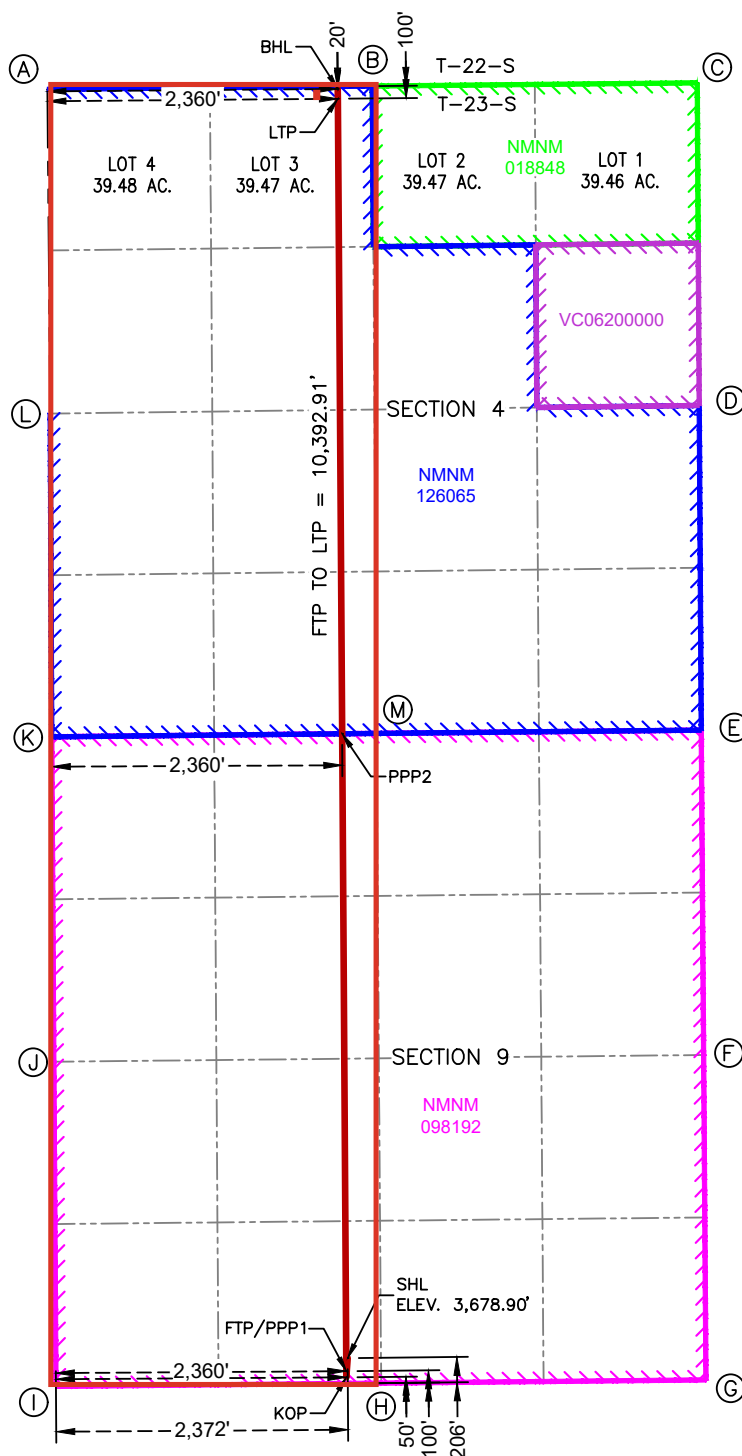 BHL
20'
100'
A
B
C
T-22-S
T-23-S
2,360'
LTP
LOT 4
39.48 AC.
LOT 3
39.47 AC.
LOT 2
39.47 AC.
NMNM
018848
LOT 1
39.46 AC.
VC06200000
L
SECTION 4
D
NMNM
126065
FTP TO LTP = 10,392.91'
K
M
E
2,360'
PPP2
J
SECTION 9
F
NMNM
098192
SHL
ELEV. 3,678.90'
FTP/PPP1
2,360'
I
KOP
H
G
2,372'
50'
100'
206'